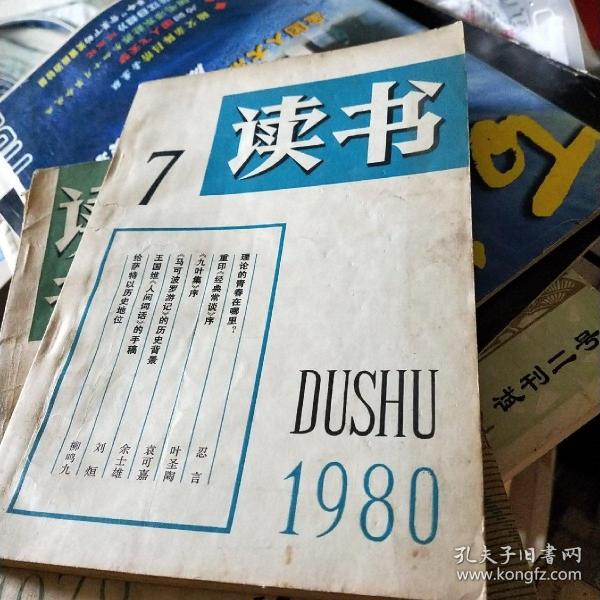 读书
7
理论的青春在哪里?
忍言
重印《经典常谈》序
叶圣陶
《九叶集》序
袁可嘉
《马可波罗游记》的历史背景
余士雄
王国维《人间词话》的手稿
刘烜
给萨特以历史地位
柳鸣九
DUSHU
1980
读
试刊二号
孔夫子旧书网
www.kongfz.com